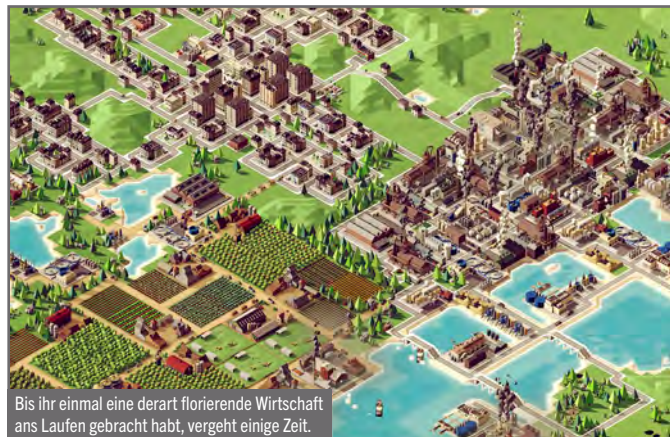 Bis ihr einmal eine derart florierende Wirtschaft
ans Laufen gebracht habt, vergeht einige Zeit.